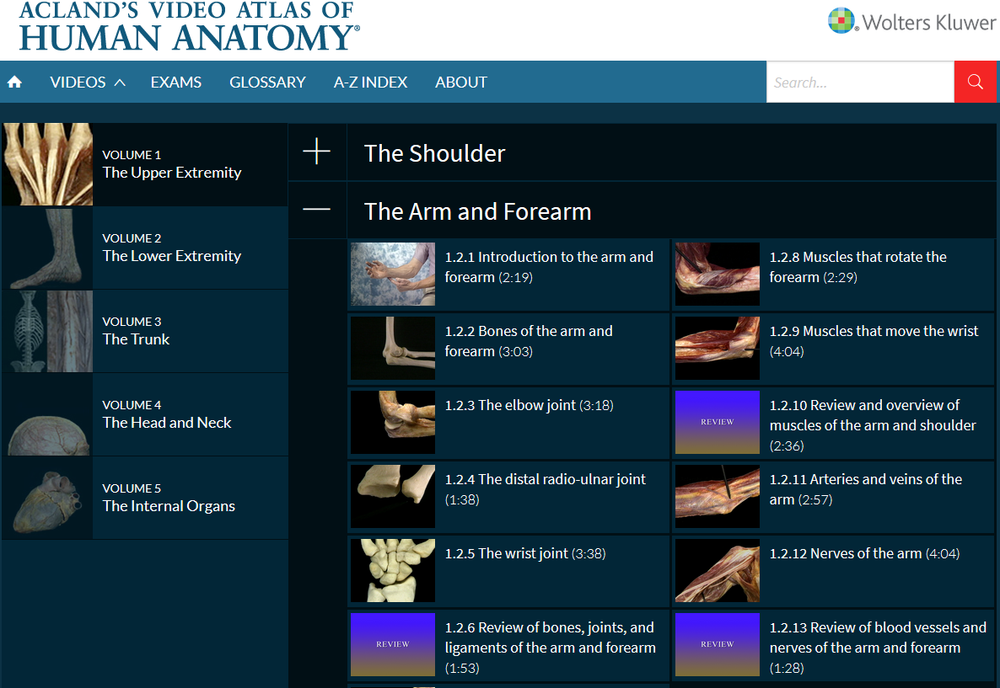 ACLAND'S VIDEO ATLAS OF
HUMAN ANATOMY®
Wolters Kluwer
VIDEOS
EXAMS
GLOSSARY
A-Z INDEX
ABOUT
Search...
VOLUME 1
The Upper Extremity
VOLUME 2
The Lower Extremity
VOLUME 3
The Trunk
VOLUME 4
The Head and Neck
VOLUME 5
The Internal Organs
The Shoulder
The Arm and Forearm
1.2.1 Introduction to the arm and
forearm (2:19)
1.2.2 Bones of the arm and
forearm (3:03)
1.2.3 The elbow joint (3:18)
1.2.4 The distal radio-ulnar joint
(1:38)
1.2.5 The wrist joint (3:38)
REVIEW
1.2.6 Review of bones, joints, and
ligaments of the arm and forearm
(1:53)
1.2.8 Muscles that rotate the
forearm (2:29)
1.2.9 Muscles that move the wrist
(4:04)
REVIEW
1.2.10 Review and overview of
muscles of the arm and shoulder
(2:36)
1.2.11 Arteries and veins of the
arm (2:57)
1.2.12 Nerves of the arm (4:04)
REVIEW
1.2.13 Review of blood vessels and
nerves of the arm and forearm
(1:28)